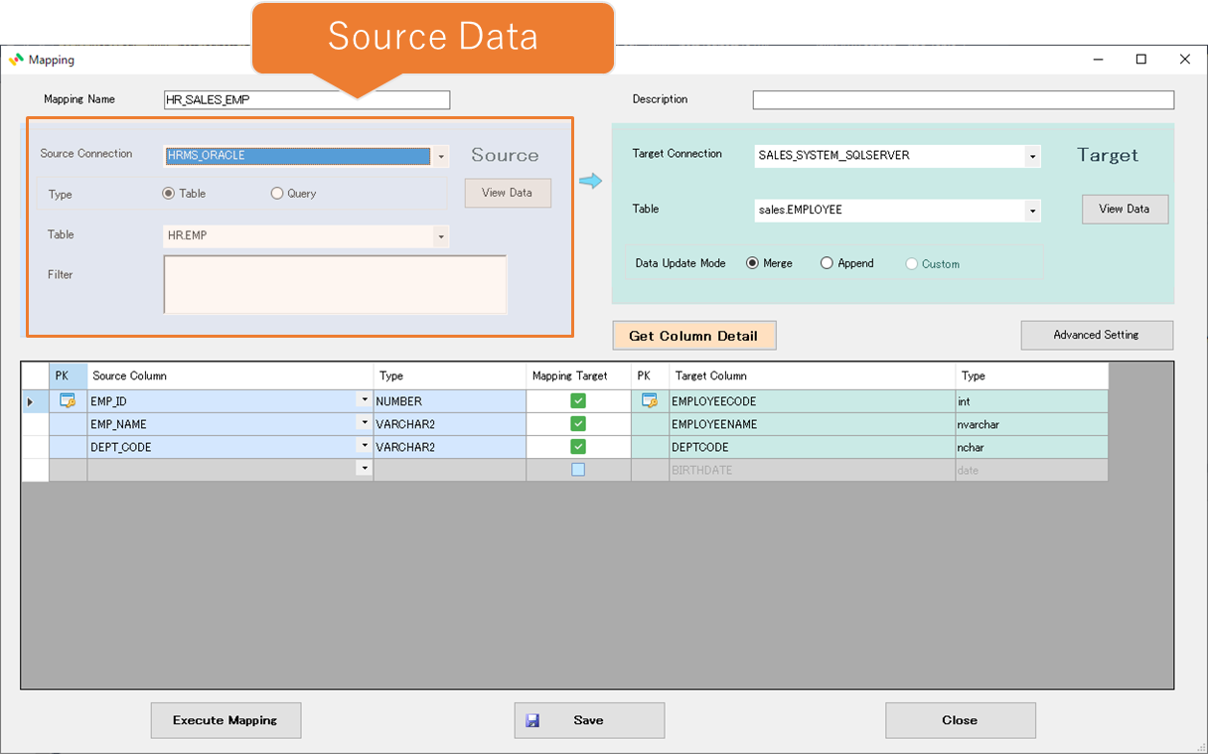 Source Data
Mapping
Mapping Name HR_SALES_EMP Description
Source Connection HRMS_ORACLE Source
Type Table Query View Data
Table HR.EMP
Filter
Target Connection SALES_SYSTEM_SQLSERVER Target
Table sales.EMPLOYEE View Data
Data Update Mode Merge Append Custom
Get Column Detail Advanced Setting
PK Source Column Type Mapping Target PK Target Column Type
EMP_ID NUMBER EMPLOYEECODE int
EMP_NAME VARCHAR2 EMPLOYEENAME nvarchar
DEPT_CODE VARCHAR2 DEPTCODE nchar
BIRTHDATE date
Execute Mapping Save Close